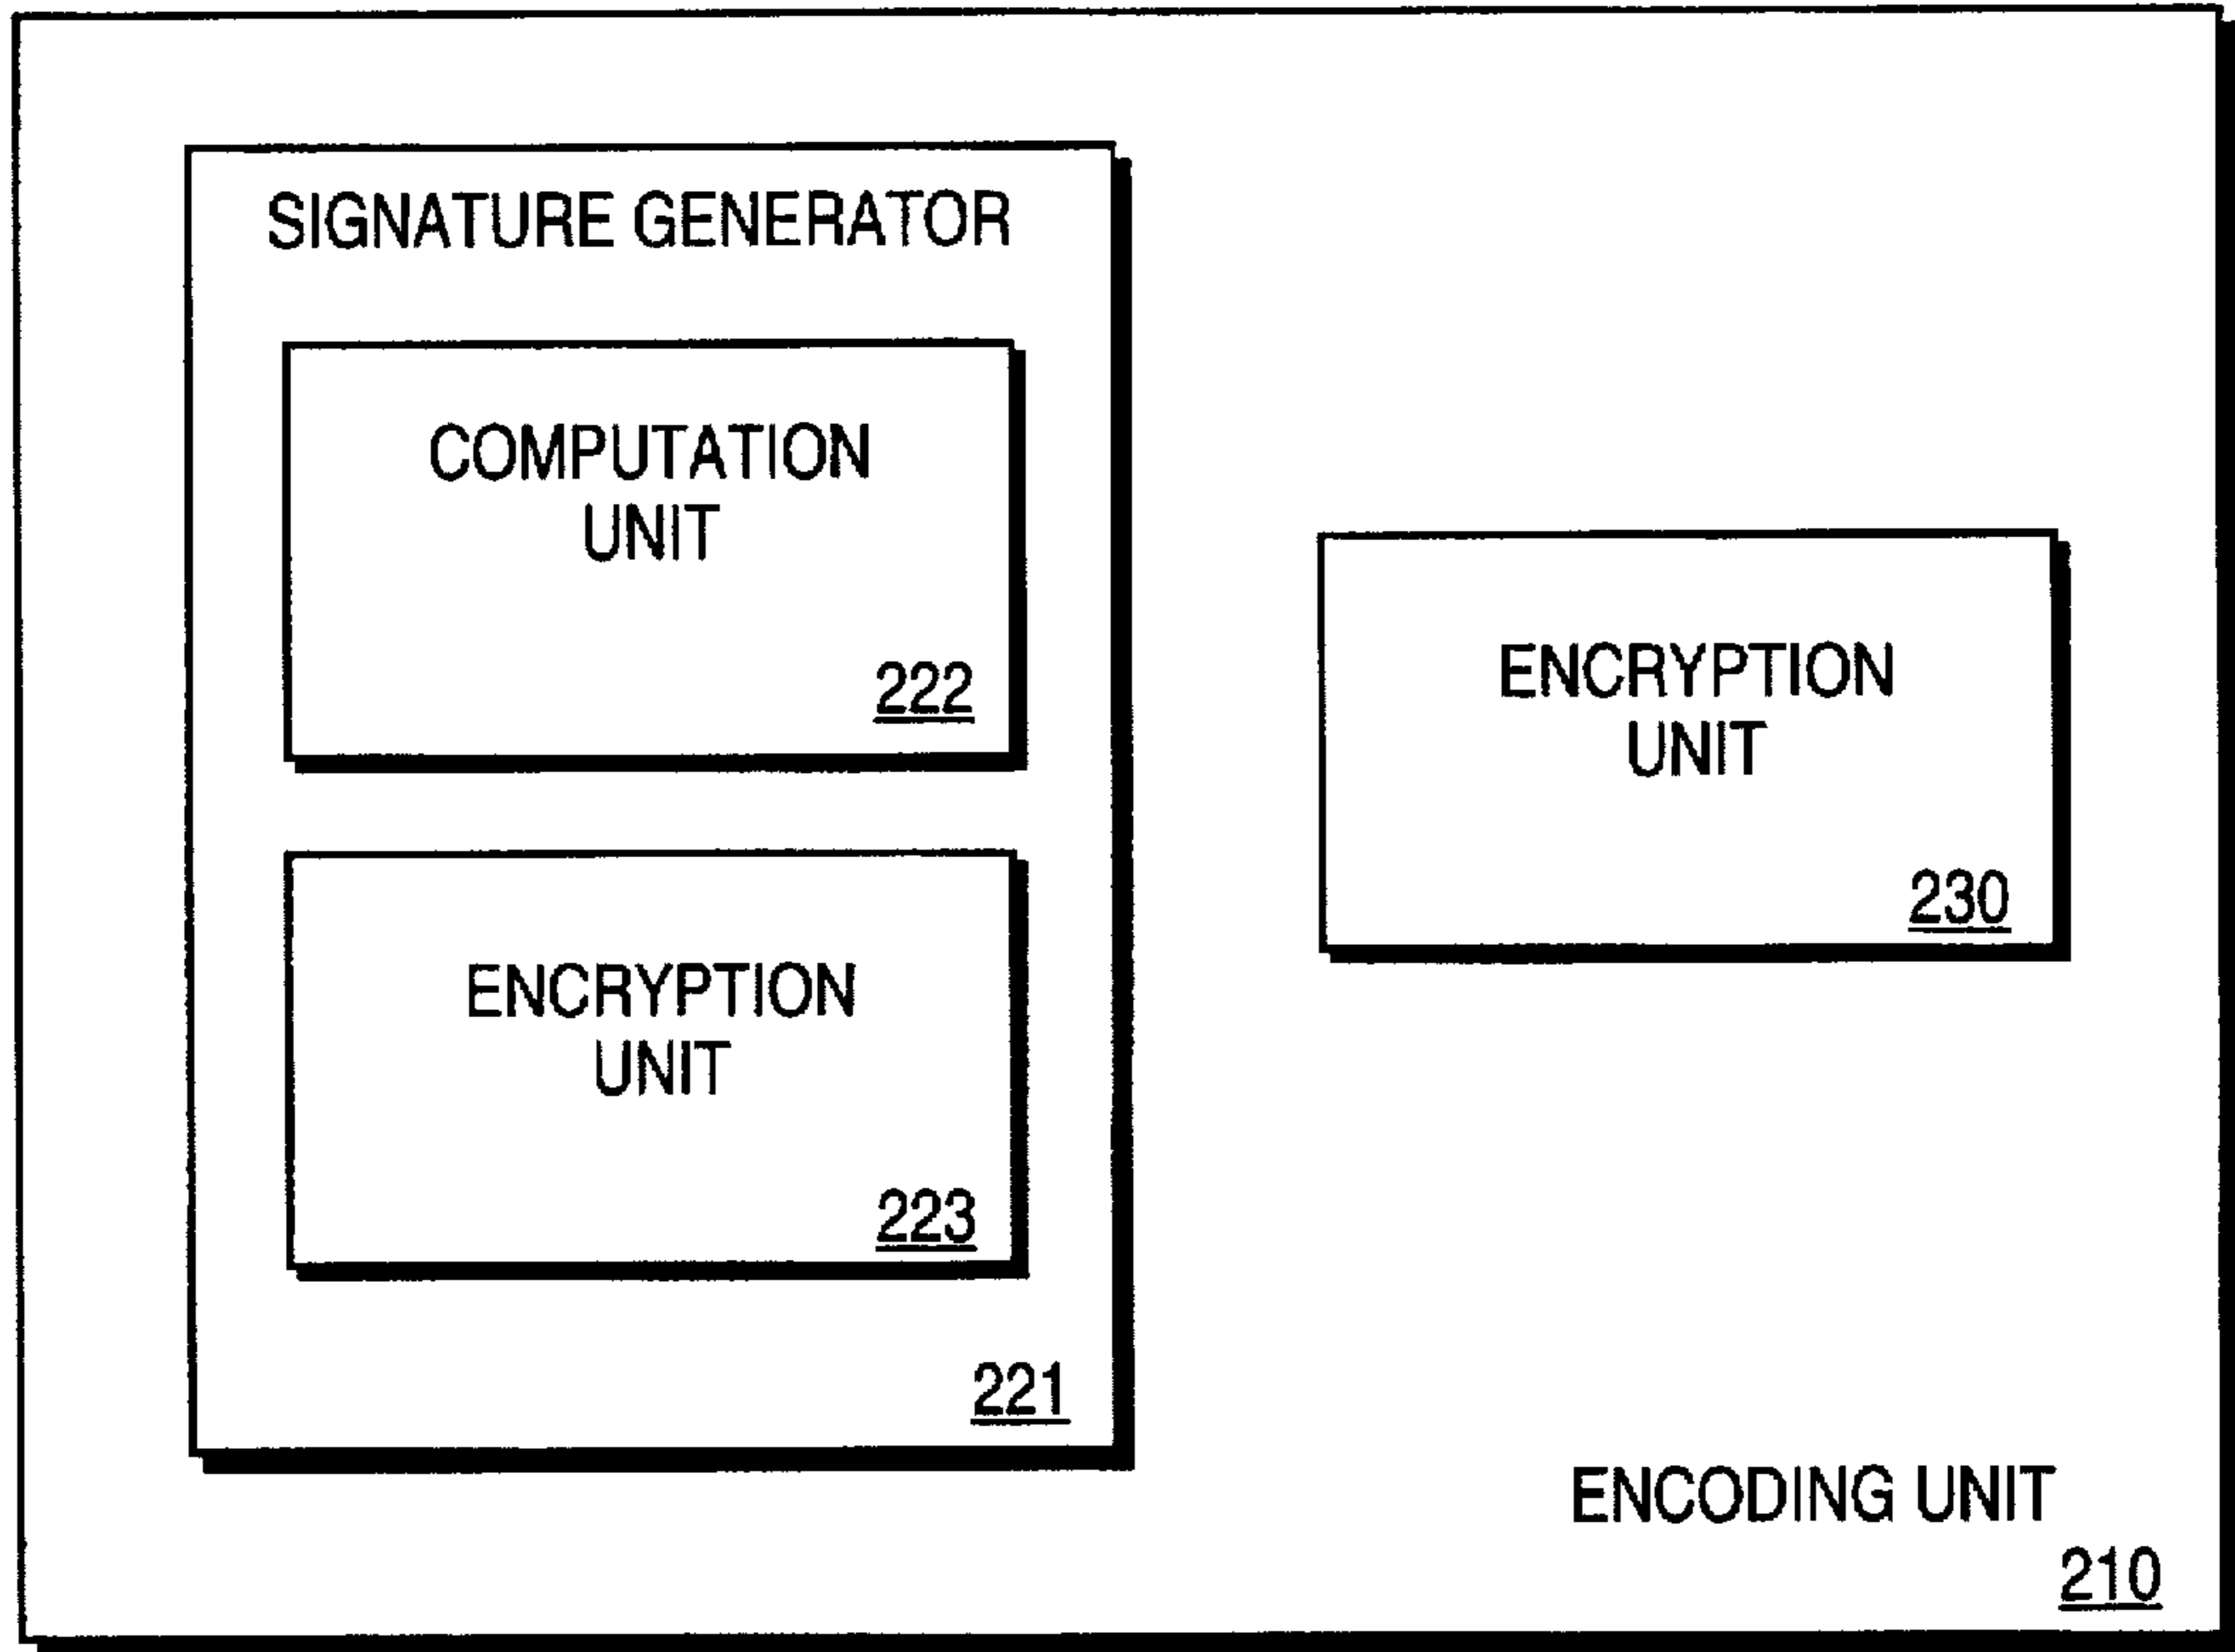 SIGNATURE GENERATOR
COMPUTATION
UNIT
222
ENCRYPTION
UNIT
223
221
ENCRYPTION
UNIT
230
ENCODING UNIT
210